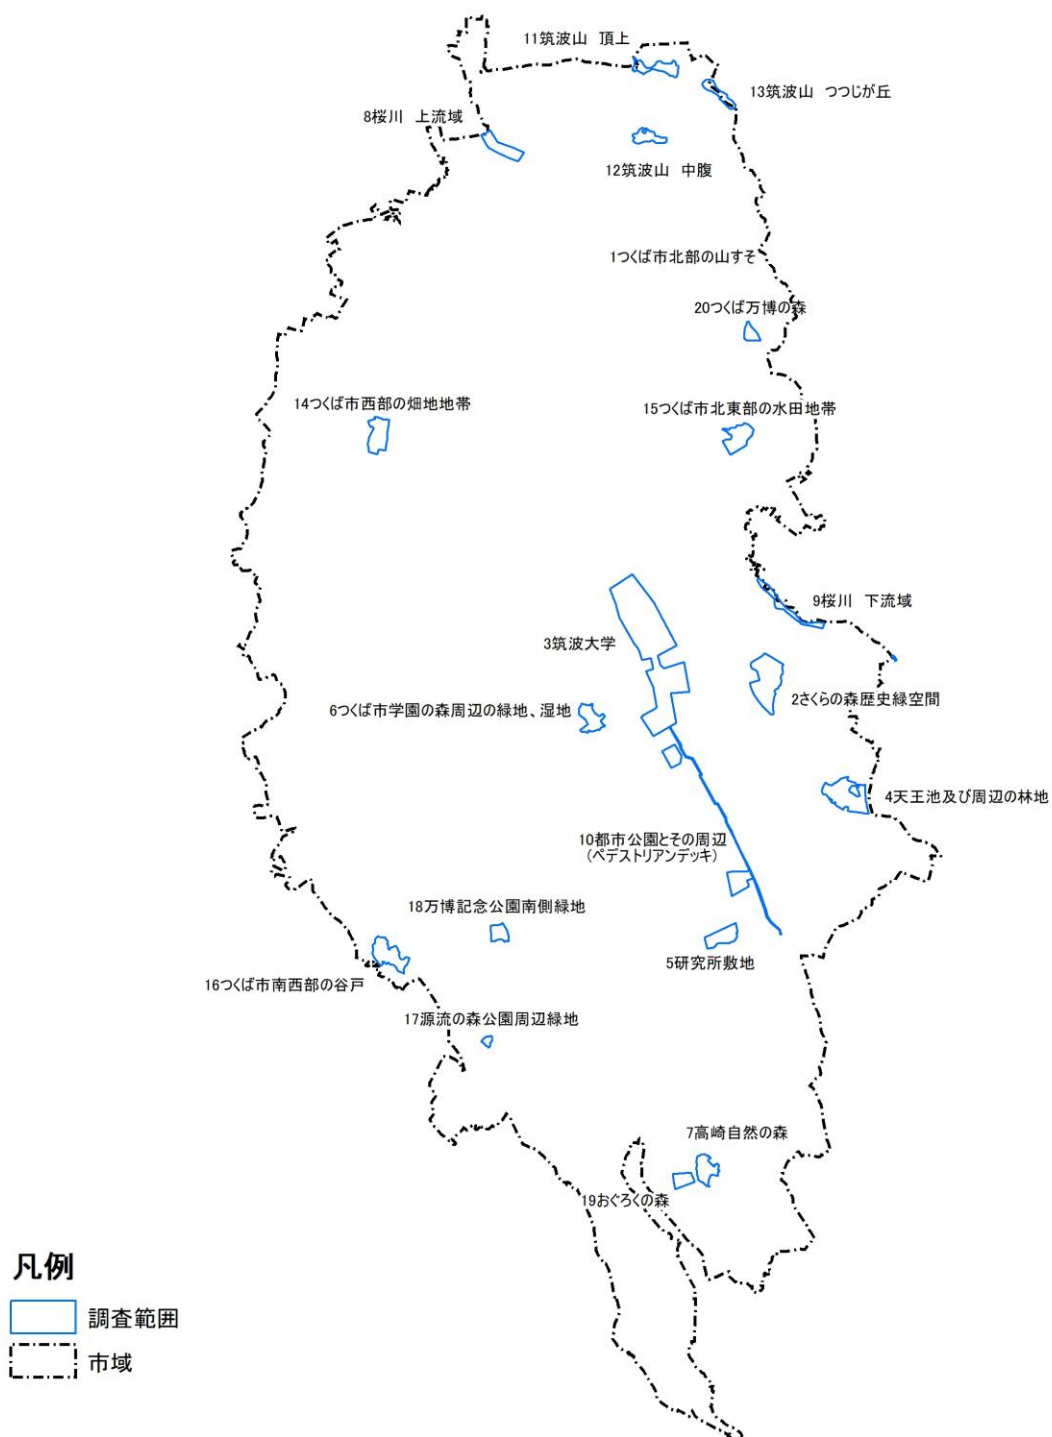 11筑波山 頂上
13筑波山 つつじが丘
8桜川 上流域
12筑波山 中腹
1つくば市北部の山すそ
20つくば万博の森
14つくば市西部の畑地地帯
15つくば市北東部の水田地帯
9桜川 下流域
3筑波大学
2さくらの森歴史緑空間
6つくば市学園の森周辺の緑地、湿地
4天王池及び周辺の林地
10都市公園とその周辺
(ペデストリアンデッキ)
18万博記念公園南側緑地
5研究所敷地
16つくば市南西部の谷戸
17源流の森公園周辺緑地
7高崎自然の森
19おぐろくの森
凡例
調査範囲
市域